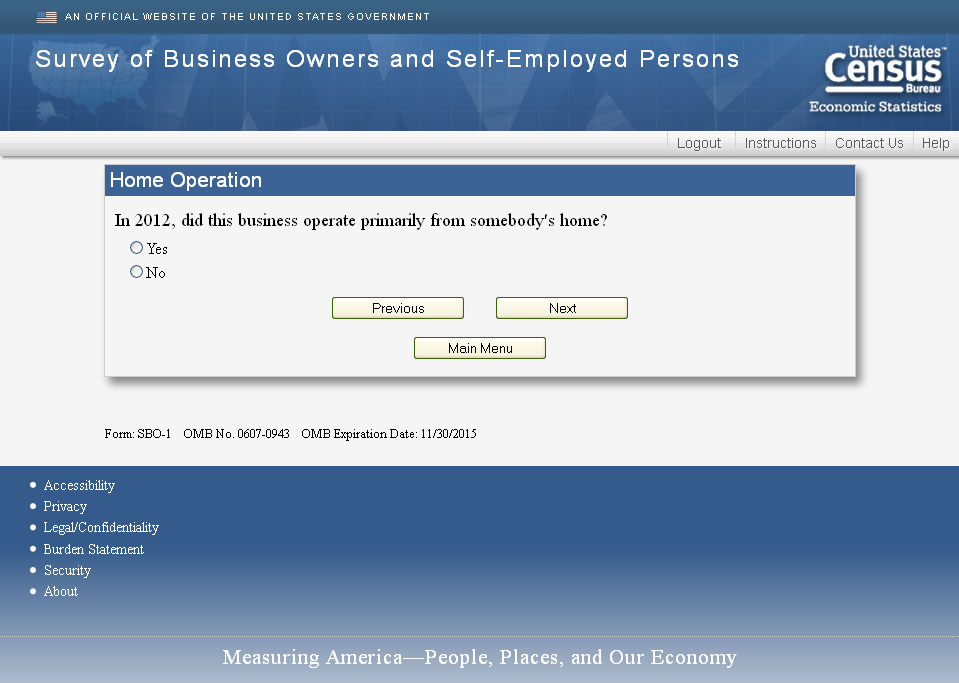 AN OFFICIAL WEBSITE OF THE UNITED STATES GOVERNMENT
Survey of Business Owners and Self-Employed Persons
United States™
Census
Bureau
Economic Statistics
Logout Instructions Contact Us Help
Home Operation
In 2012, did this business operate primarily from somebody's home?
Yes
No
Previous Next
Main Menu
Form: SBO-1 OMB No. 0607-0943 OMB Expiration Date: 11/30/2015
Accessibility
Privacy
Legal/Confidentiality
Burden Statement
Security
About
Measuring America—People, Places, and Our Economy